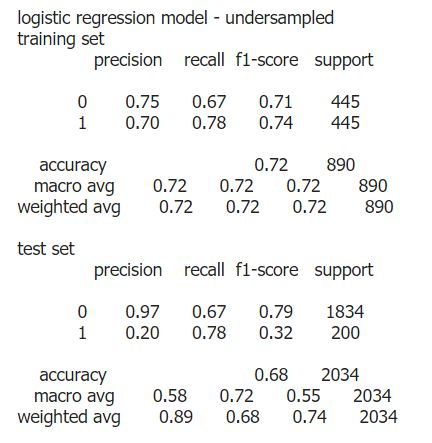 logistic regression model - undersampled
training set
precision recall f1-score support
0 0.75 0.67 0.71 445
1 0.70 0.78 0.74 445
accuracy 0.72 890
macro avg 0.72 0.72 0.72 890
weighted avg 0.72 0.72 0.72 890
test set
precision recall f1-score support
0 0.97 0.67 0.79 1834
1 0.20 0.78 0.32 200
accuracy 0.68 2034
macro avg 0.58 0.72 0.55 2034
weighted avg 0.89 0.68 0.74 2034